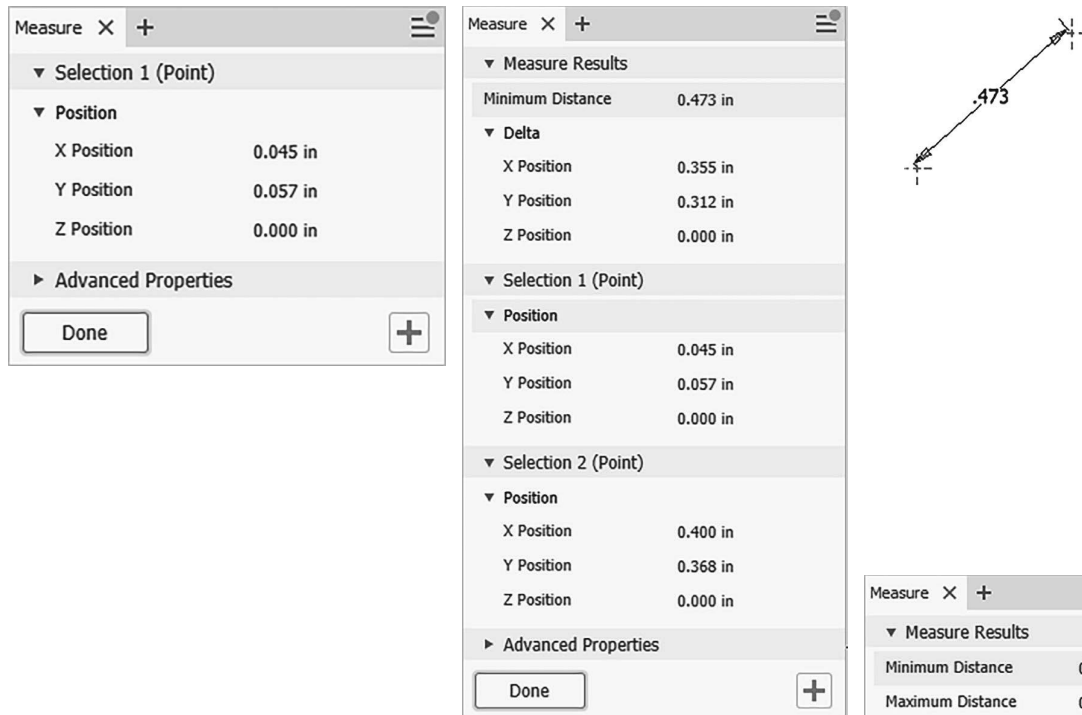 Measure X +
Selection 1 (Point)
Position
X Position 0.045 in
Y Position 0.057 in
Z Position 0.000 in
Advanced Properties
Done
Measure X +
Measure Results
Minimum Distance 0.473 in
Delta
X Position 0.355 in
Y Position 0.312 in
Z Position 0.000 in
Selection 1 (Point)
Position
X Position 0.045 in
Y Position 0.057 in
Z Position 0.000 in
Selection 2 (Point)
Position
X Position 0.400 in
Y Position 0.368 in
Z Position 0.000 in
Advanced Properties
Done
.473
Measure X +
Measure Results
Minimum Distance
Maximum Distance